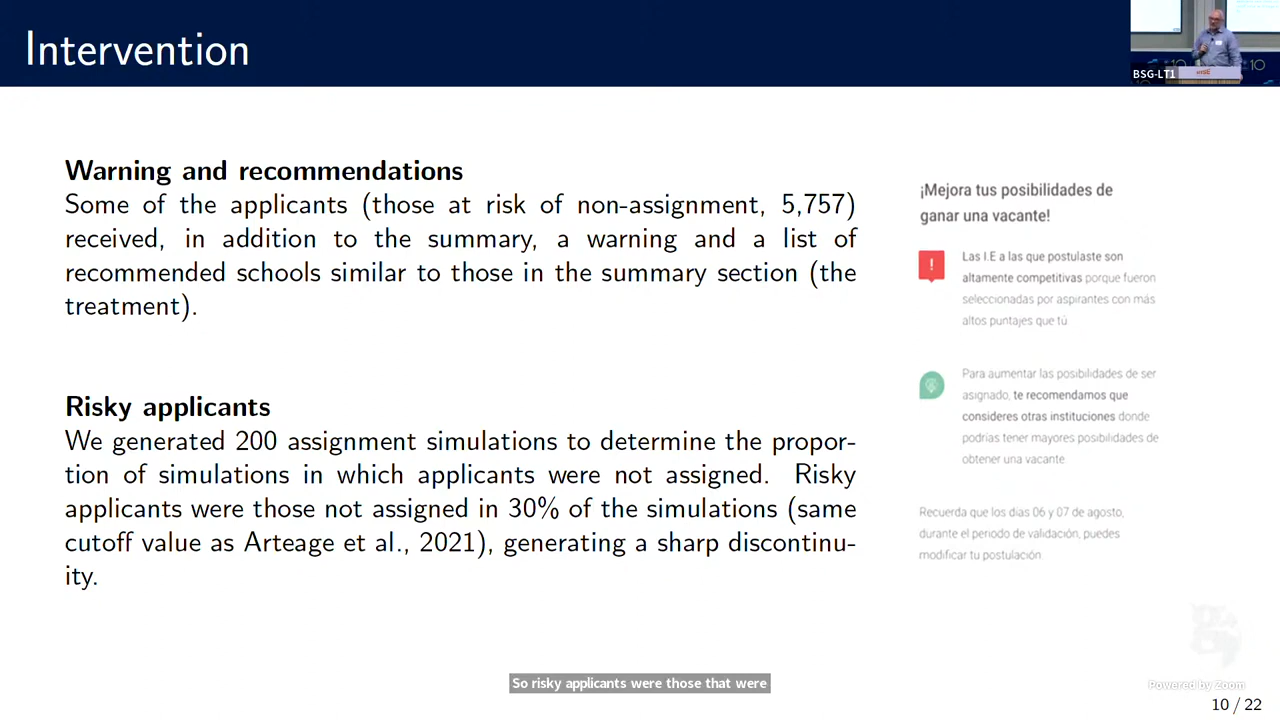 Intervention
BSG-LT1
Warning and recommendations
Some of the applicants (those at risk of non-assignment, 5,757)
received, in addition to the summary, a warning and a list of
recommended schools similar to those in the summary section (the
treatment).
Risky applicants
We generated 200 assignment simulations to determine the propor-
tion of simulations in which applicants were not assigned. Risky
applicants were those not assigned in 30% of the simulations (same
cutoff value as Arteage et al., 2021), generating a sharp discontinu-
ity.
¡Mejora tus posibilidades de
ganar una vacante!
!
Las I.E a las que postulaste son
altamente competitivas porque fueron
seleccionadas por aspirantes con más
altos puntajes que tú
Para aumentar las posibilidades de ser
asignado, te recomendamos que
consideres otras instituciones donde
podrías tener mayores posibilidades de
obtener una vacante
Recuerda que los días 06 y 07 de agosto,
durante el periodo de validación, puedes
modificar tu postulación.
So risky applicants were those that were
Powered by Zoom
10 / 22